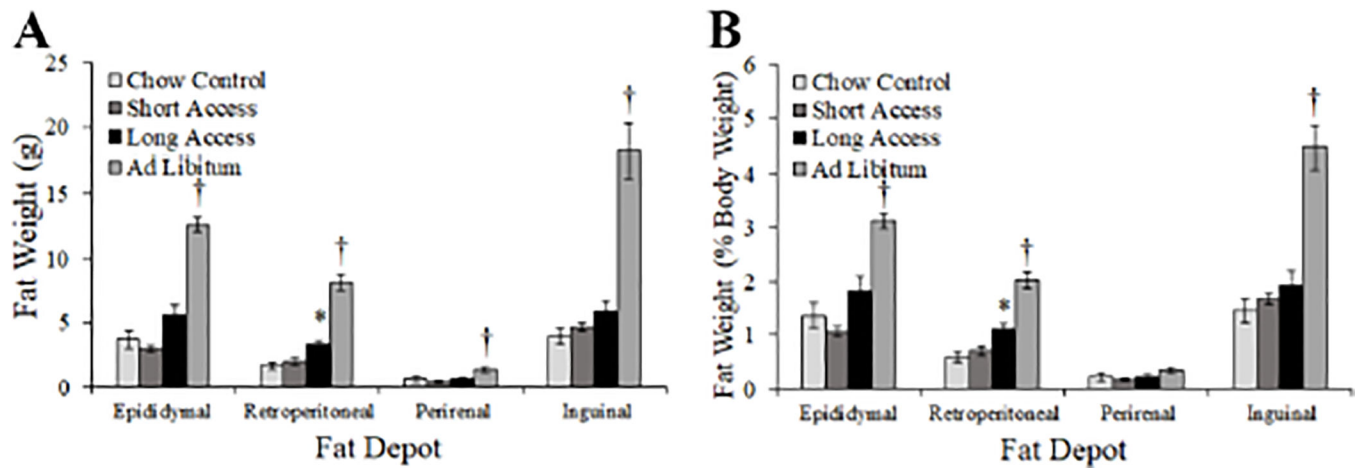 A
Fat Weight (g)
25
20
15
10
5
0
Chow Control
Short Access
Long Access
Ad Libitum
†
*
†
†
†
Epididymal Retroperitoneal Perirenal Inguinal
Fat Depot
B
Fat Weight (% Body Weight)
6
5
4
3
2
1
0
Chow Control
Short Access
Long Access
Ad Libitum
†
*
†
†
Epididymal Retroperitoneal Perirenal Inguinal
Fat Depot